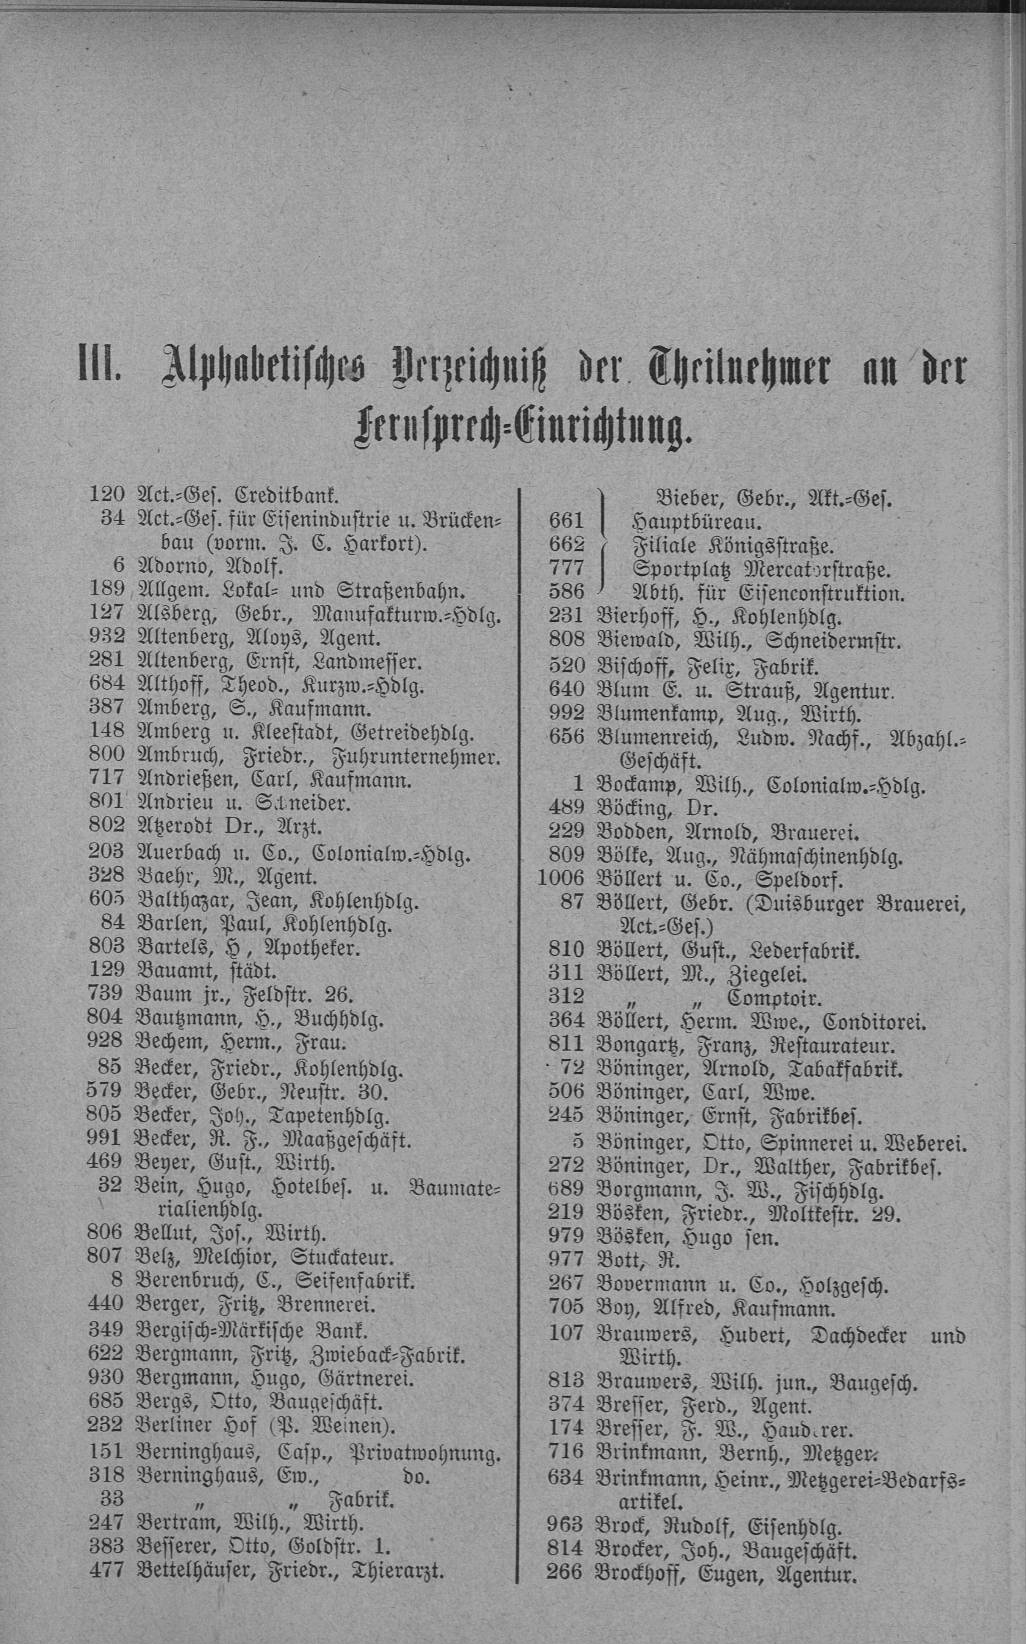 III. Alphabetisches Verzeichniß der Theilnehmer an der
Fernsprech-Einrichtung.
120 Act.-Ges. Creditbank.
34 Act.-Ges. für Eisenindustrie u. Brücken-
bau (vorm. J. C. Harkort).
6 Adorno, Adolf.
189 Allgem. Lokal- und Straßenbahn.
127 Alsberg, Gebr., Manufakturw.-Hdlg.
932 Altenberg, Aloys, Agent.
281 Altenberg, Ernst, Landmesser.
684 Althoff, Theod., Kurzw.-Hdlg.
387 Amberg, S., Kaufmann.
148 Amberg u. Kleestadt, Getreidehdlg.
800 Ambruch, Friedr., Fuhrunternehmer.
717 Andrießen, Carl, Kaufmann.
801 Andrieu u. Schneider.
802 Atzerodt Dr., Arzt.
203 Auerbach u. Co., Colonialw.-Hdlg.
328 Baehr, M., Agent.
605 Balthazar, Jean, Kohlenhdlg.
84 Barlen, Paul, Kohlenhdlg.
803 Bartels, H, Apotheker.
129 Bauamt, städt.
739 Baum jr., Feldstr. 26.
804 Bautzmann, H., Buchhdlg.
928 Bechem, Herm., Frau.
85 Becker, Friedr., Kohlenhdlg.
579 Becker, Gebr., Neustr. 30.
805 Becker, Joh., Tapetenhdlg.
991 Becker, R. F., Maaßgeschäft.
469 Beyer, Gust., Wirth.
32 Bein, Hugo, Hotelbes. u. Baumate-
rialienhdlg.
806 Bellut, Jos., Wirth.
807 Belz, Melchior, Stuckateur.
8 Berenbruch, C., Seifenfabrik.
440 Berger, Fritz, Brennerei.
349 Bergisch-Märkische Bank.
622 Bergmann, Fritz, Zwieback-Fabrik.
930 Bergmann, Hugo, Gärtnerei.
685 Bergs, Otto, Baugeschäft.
232 Berliner Hof (P. Weinen).
151 Berninghaus, Casp., Privatwohnung.
318 Berninghaus, Ew., do.
33 „ „ Fabrik.
247 Bertram, Wilh., Wirth.
383 Besserer, Otto, Goldstr. 1.
477 Bettelhäuser, Friedr., Thierarzt.
Bieber, Gebr., Akt.-Ges.
661 Hauptbüreau.
662 Filiale Königsstraße.
777 Sportplatz Mercatorstraße.
586 Abth. für Eisenconstruktion.
231 Bierhoff, H., Kohlenhdlg.
808 Biewald, Wilh., Schneidermstr.
520 Bischoff, Felix, Fabrik.
640 Blum E. u. Strauß, Agentur.
992 Blumenkamp, Aug., Wirth.
656 Blumenreich, Ludw. Nachf., Abzahl.-
Geschäft.
1 Bockamp, Wilh., Colonialw.-Hdlg.
489 Böcking, Dr.
229 Bodden, Arnold, Brauerei.
809 Bölke, Aug., Nähmaschinenhdlg.
1006 Böllert u. Co., Speldorf.
87 Böllert, Gebr. (Duisburger Brauerei,
Act.-Ges.)
810 Böllert, Gust., Lederfabrik.
311 Böllert, M., Ziegelei.
312 „ „ Comptoir.
364 Böllert, Herm. Wwe., Conditorei.
811 Bongartz, Franz, Restaurateur.
72 Böninger, Arnold, Tabakfabrik.
506 Böninger, Carl, Wwe.
245 Böninger, Ernst, Fabrikbes.
5 Böninger, Otto, Spinnerei u. Weberei.
272 Böninger, Dr., Walther, Fabrikbes.
689 Borgmann, J. W., Fischhdlg.
219 Bösken, Friedr., Moltkestr. 29.
979 Bösken, Hugo sen.
977 Bott, R.
267 Bovermann u. Co., Holzgesch.
705 Boy, Alfred, Kaufmann.
107 Brauwers, Hubert, Dachdecker und
Wirth.
813 Brauwers, Wilh. jun., Baugesch.
374 Bresser, Ferd., Agent.
174 Bresser, F. W., Hauderer.
716 Brinkmann, Bernh., Metzger.
634 Brinkmann, Heinr., Metzgerei-Bedarfs-
artikel.
963 Brock, Rudolf, Eisenhdlg.
814 Brocker, Joh., Baugeschäft.
266 Brockhoff, Eugen, Agentur.